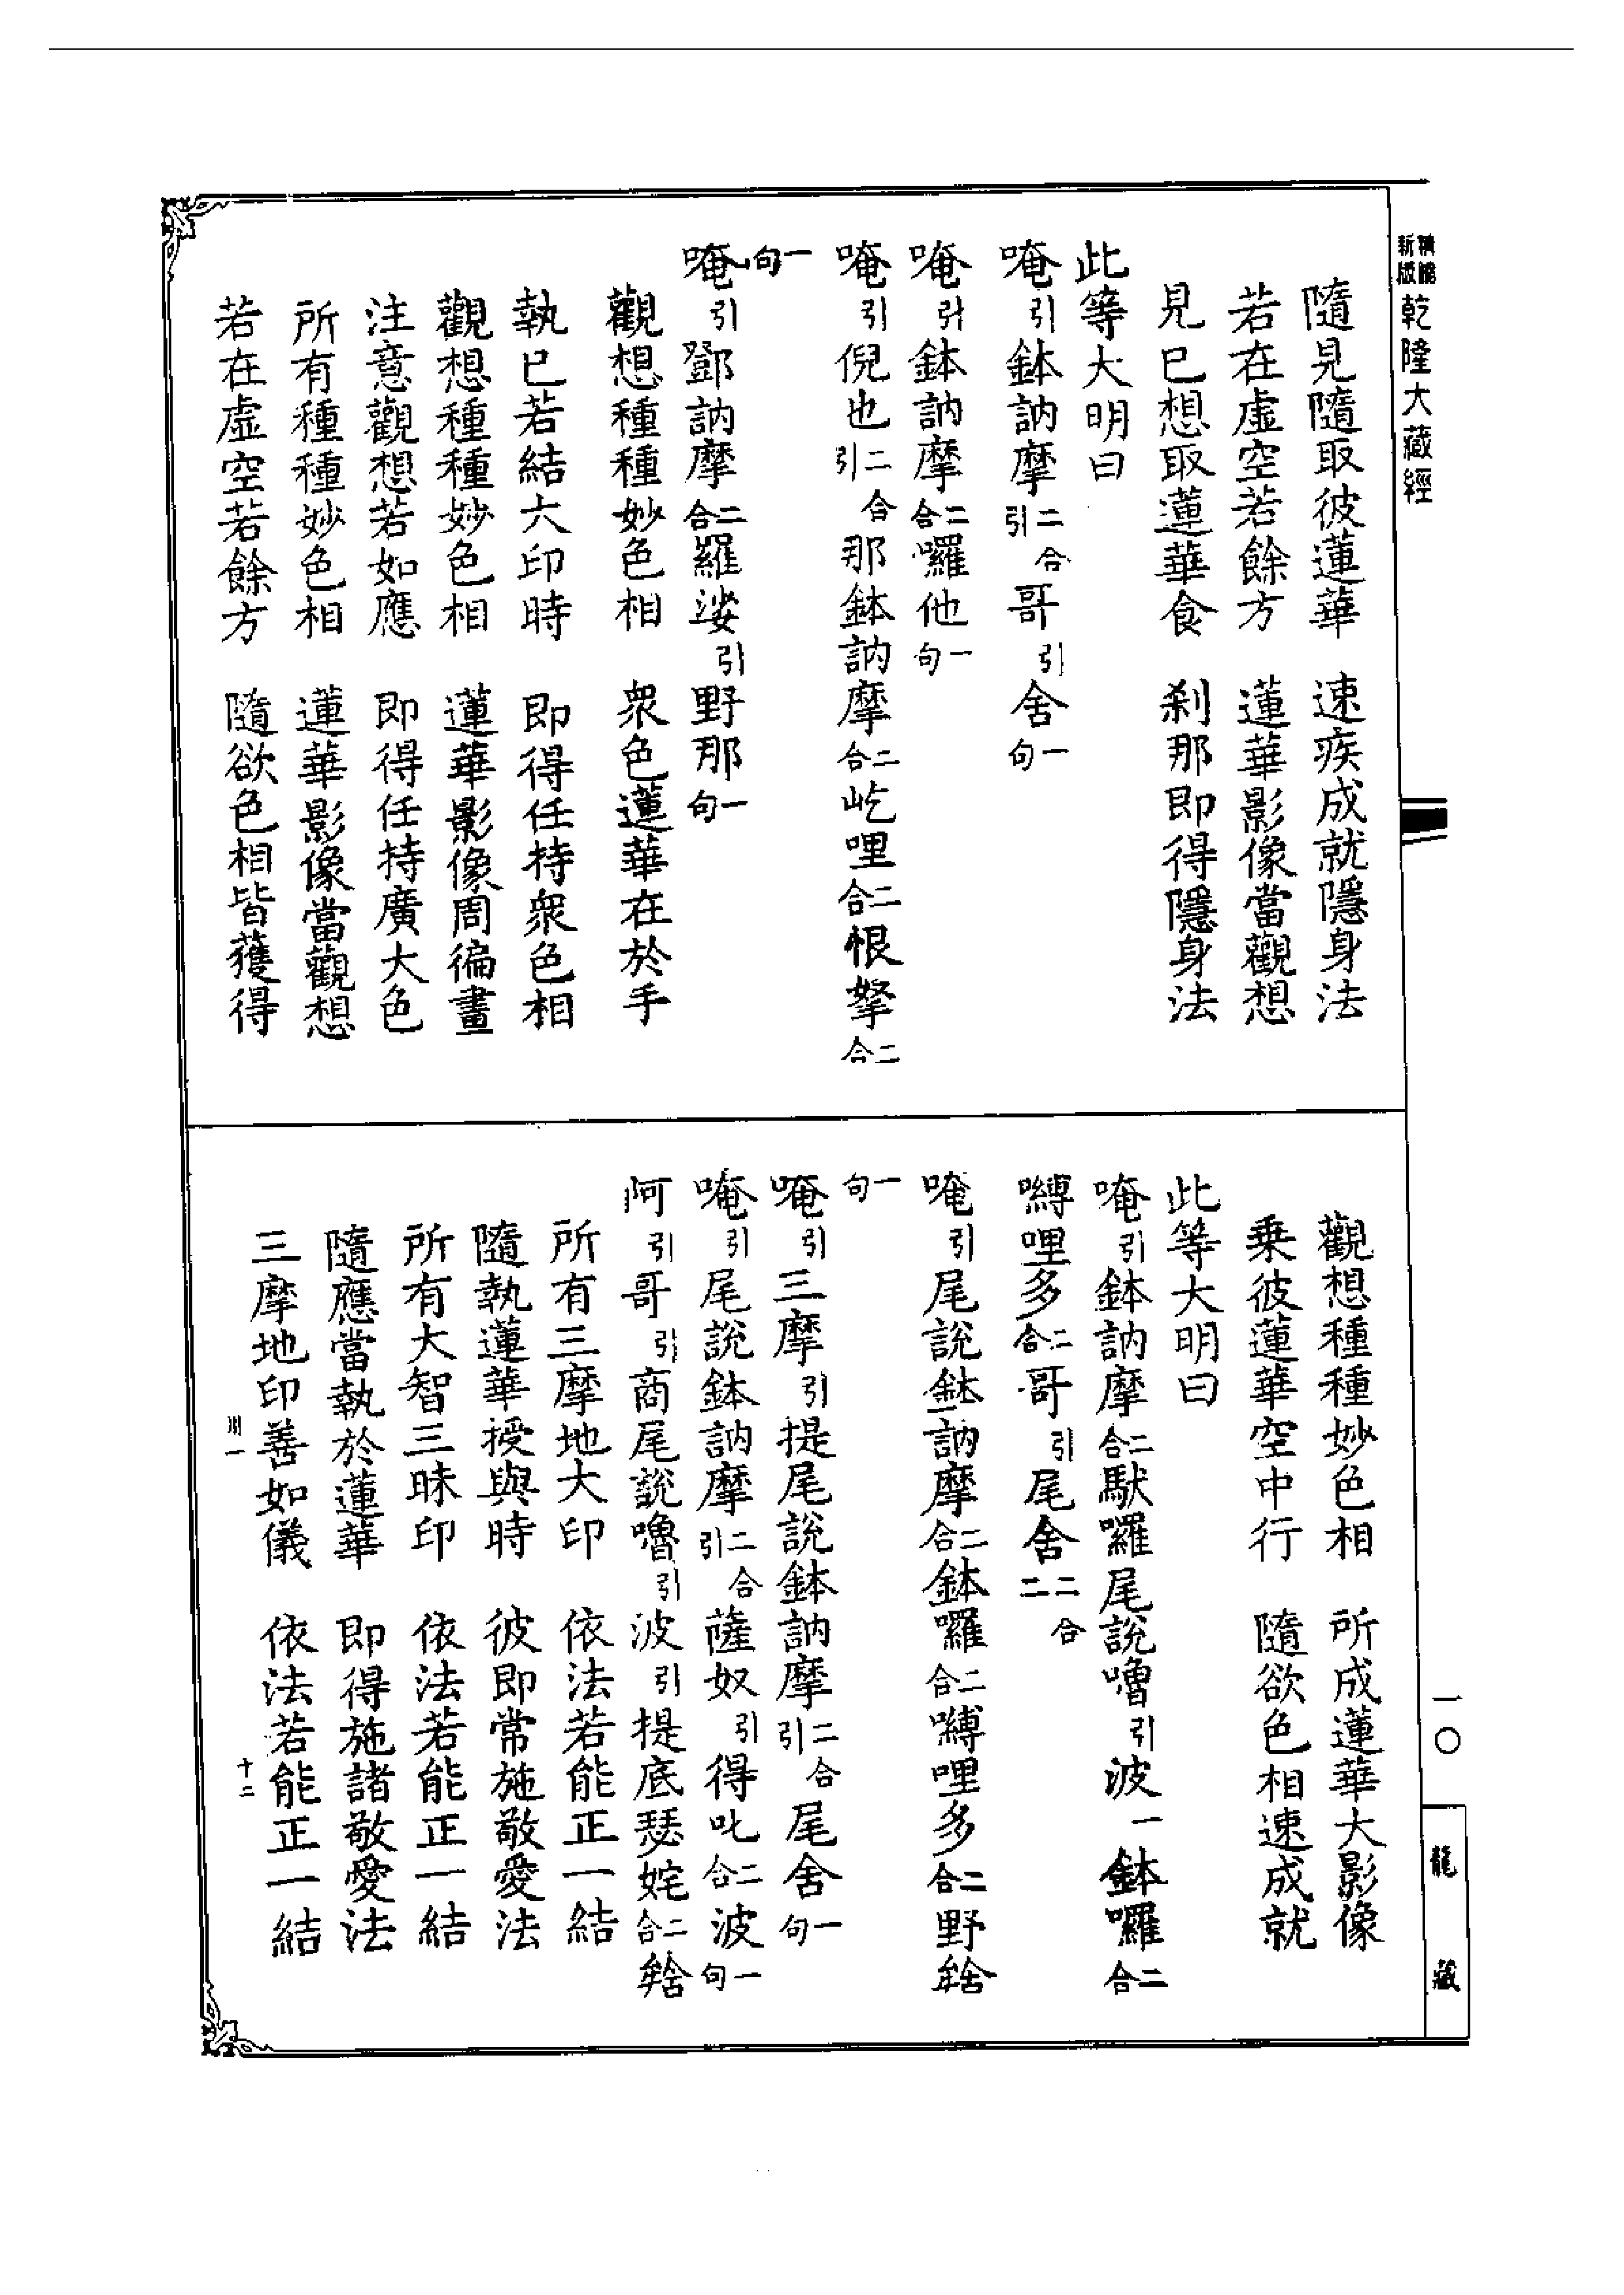 乾隆大藏經
隨見隨取彼蓮華　速疾成就隱身法
若在虛空若餘方　蓮華影像當觀想
見已想取蓮華食　剎那即得隱身法
此等大明曰
唵引鉢訥摩二合引哥引舍一句
唵引鉢訥摩二合囉他一句
唵引倪也二合引那鉢訥摩二合屹哩二合恨拏二合
一句
唵引鄧訥摩二合羅娑引野那一句
觀想種種妙色相　衆色蓮華在於手
執已若結大印時　即得任持衆色相
觀想種種妙色相　蓮華影像周徧畫
注意觀想若如應　即得任持廣大色
所有種種妙色相　蓮華影像當觀想
若在虛空若餘方　隨欲色相皆獲得
觀想種種妙色相　所成蓮華大影像
乗彼蓮華空中行　隨欲色相速成就
此等大明曰
唵引鉢訥摩二合馱囉尾說嚕引波一鉢囉二合
嚩哩多二合哥引尾舍二合二
唵引尾說鉢訥摩二合鉢囉二合嚩哩多二合野𤚥
一句
唵引三摩引提尾說鉢訥摩二合引尾舍一句
唵引尾說鉢訥摩二合引薩奴引得叱二合波一句
阿引哥引商尾說嚕引波引提底瑟姹二合𤚥
所有三摩地大印　依法若能正一結
隨執蓮華授與時　彼即常施敬愛法
所有大智三昧印　依法若能正一結
隨應當執於蓮華　即得施諸敬愛法
三摩地印善如儀　依法若能正一結
十二
一〇
龍藏